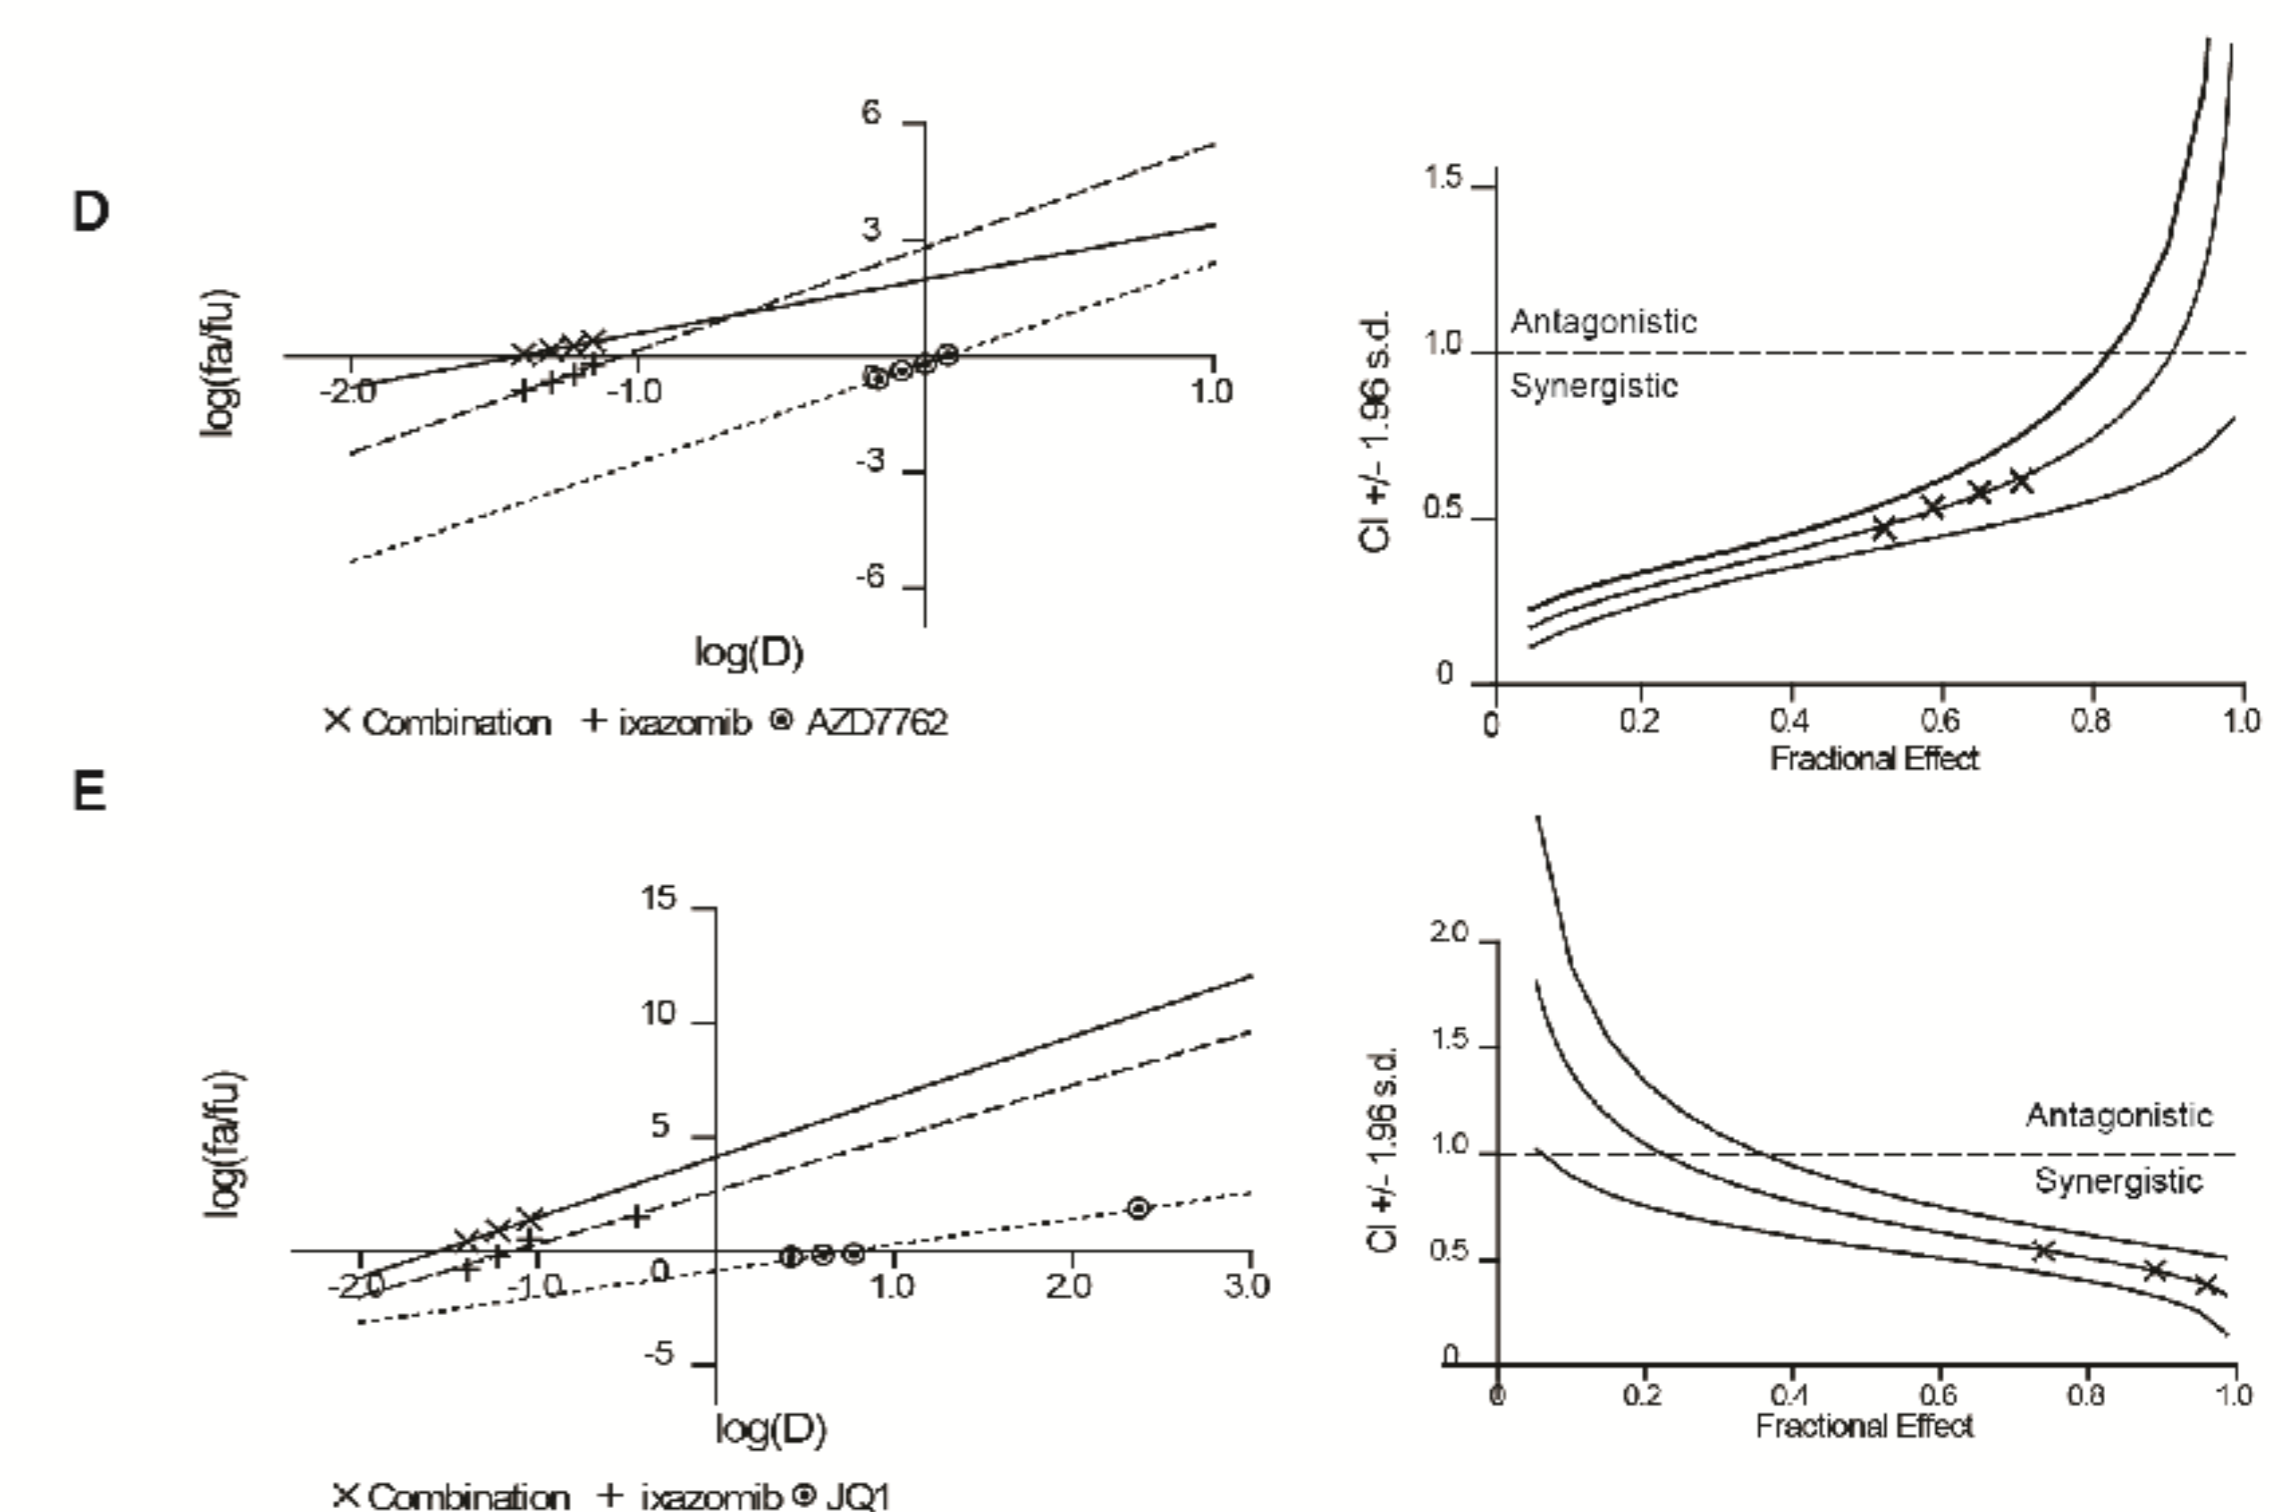 D
6
3
0
-3
-6
-2.0
-1.0
1.0
log(fa/fu)
log(D)
× Combination + ixazomib ⊙ AZD7762
1.5
1.0
0.5
0
Antagonistic
Synergistic
CI +/- 1.96 s.d.
0 0.2 0.4 0.6 0.8 1.0
Fractional Effect
E
15
10
5
0
-5
-2.0 -1.0 1.0 2.0 3.0
log(fa/fu)
log(D)
× Combination + ixazomib ⊙ JQ1
2.0
1.5
1.0
0.5
0
Antagonistic
Synergistic
CI +/- 1.96 s.d.
0 0.2 0.4 0.6 0.8 1.0
Fractional Effect